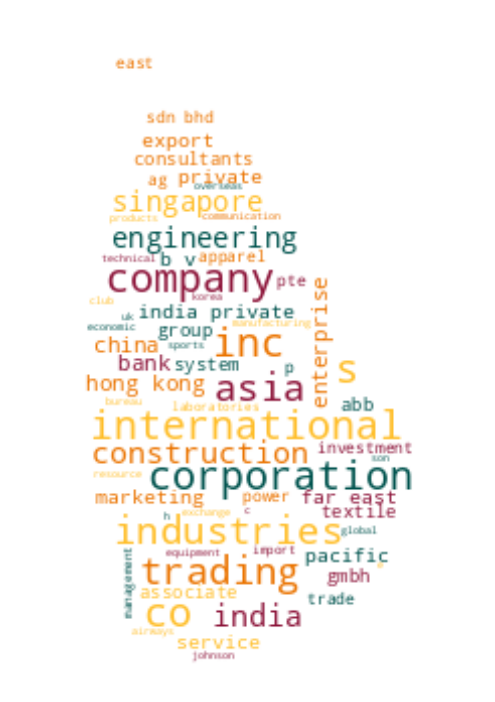 east
sdn bhd
export
consultants
ag private
overseas
singapore
products communication
engineering
technical b v apparel
company pte
korea
club
enterprise
uk india private
economic group manufacturing
china sports inc
bank system p s
hong kong asia
bureau laboratories abb
international
construction investment
son
resource corporation
marketing power far east
h exchange c textile
industries global
management
equipment import pacific
trading gmbh
associate trade
co india
airways service
johnson